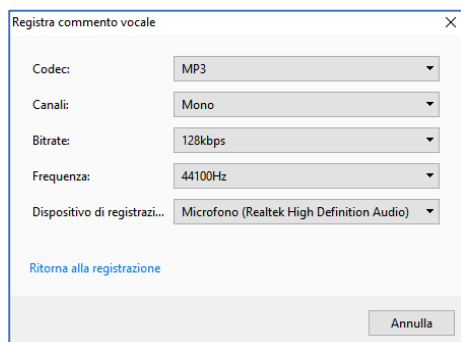 Registra commento vocale
Codec: MP3
Canali: Mono
Bitrate: 128kbps
Frequenza: 44100Hz
Dispositivo di registrazi... Microfono (Realtek High Definition Audio)
Ritorna alla registrazione
Annulla